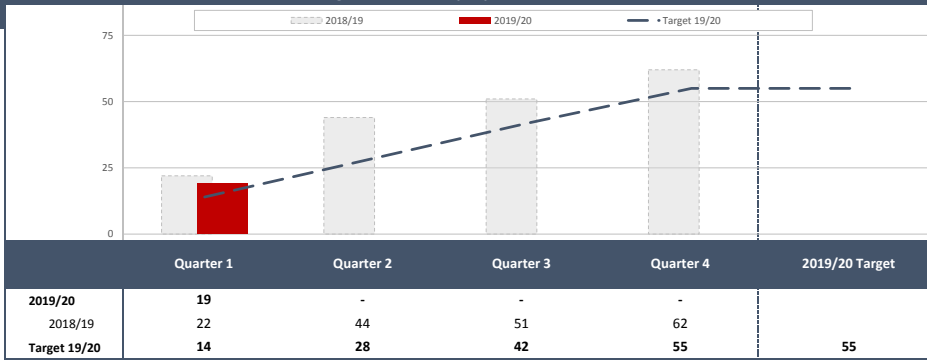 2018/19 2019/20 Target 19/20
75
50
25
0
Quarter 1 Quarter 2 Quarter 3 Quarter 4 2019/20 Target
2019/20 19 - - -
2018/19 22 44 51 62
Target 19/20 14 28 42 55 55